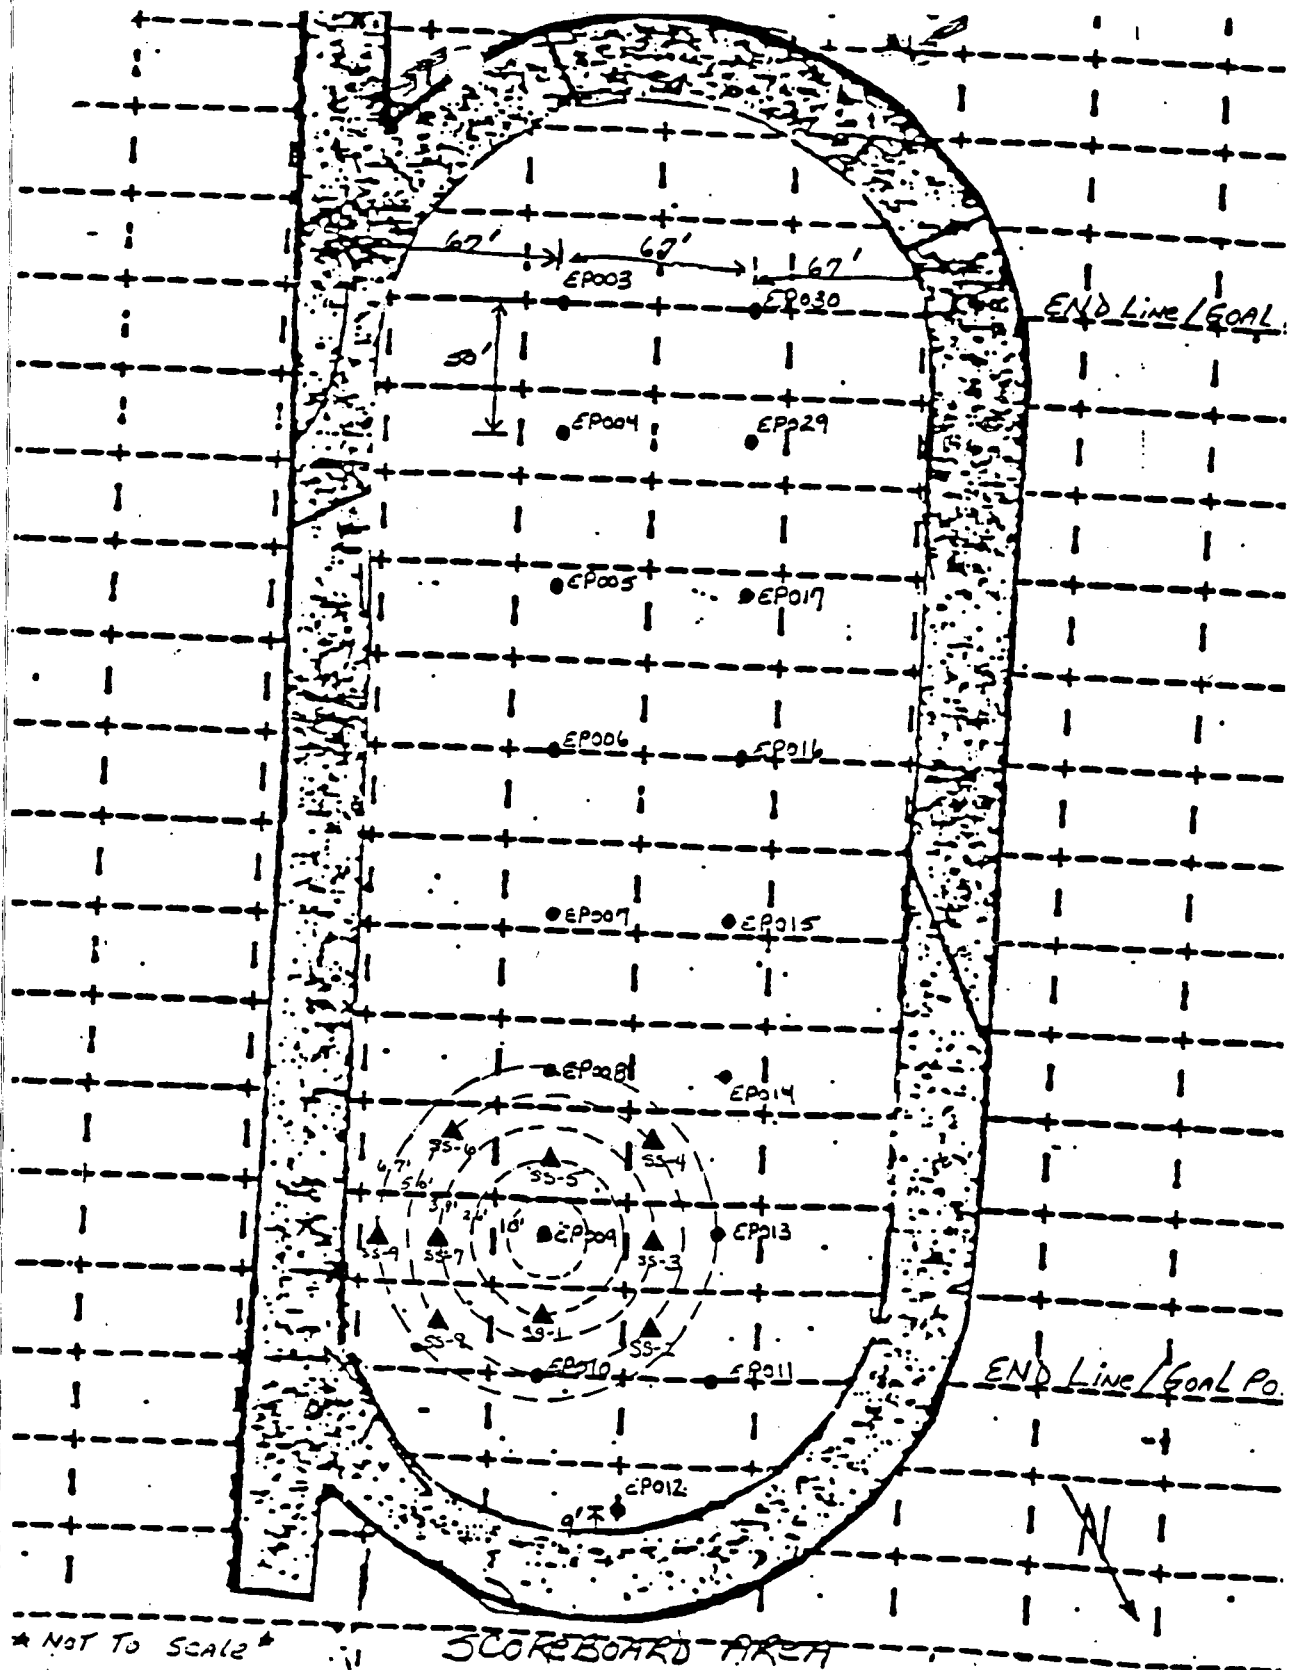 67' 67' 67'
EP003 EP030
END Line/GOAL
50'
EP004 EP029
EP005 EP017
EP006 EP016
EP007 EP015
EP008 EP014
SS-6 SS-4
67' 56' SS-5
10' EP009 EP013
SS-9 SS-7 SS-3
SS-8 SS-1 SS-2
EP010 EP011 END Line/GOAL PO.
EP012
9' N
* NOT TO SCALE * SCOREBOARD AREA